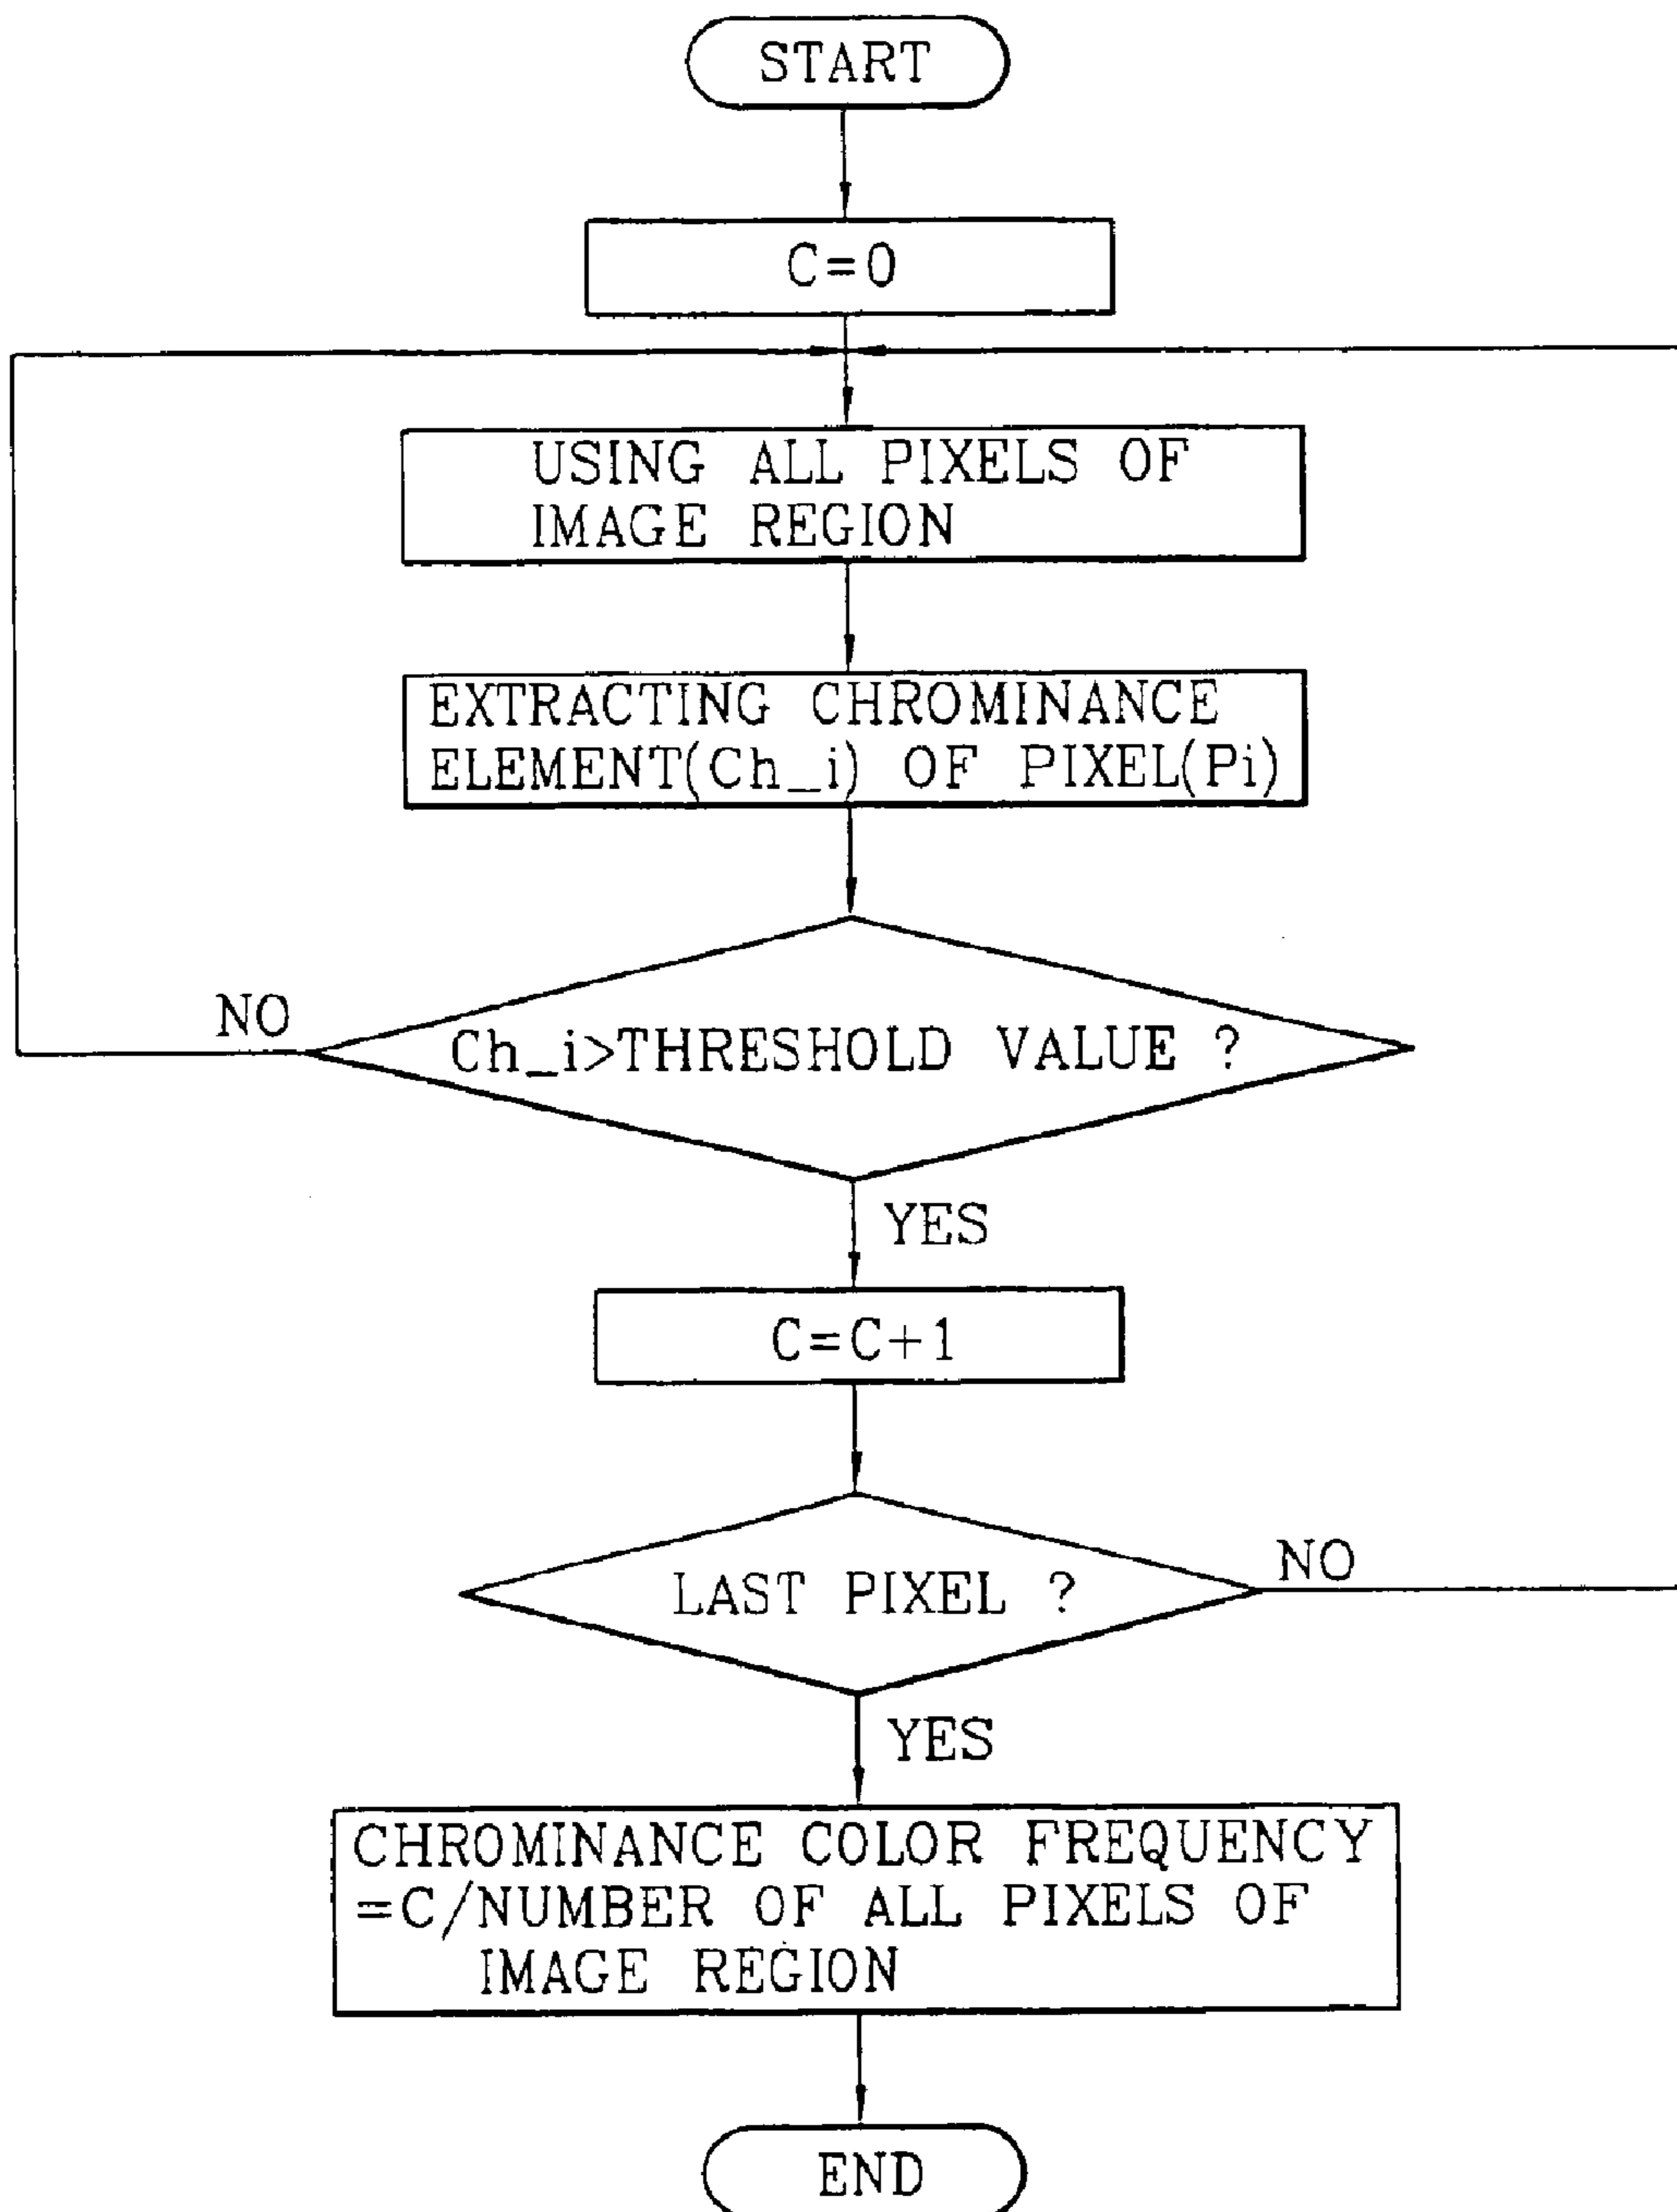 START
C=0
USING ALL PIXELS OF
IMAGE REGION
EXTRACTING CHROMINANCE
ELEMENT(Ch_i) OF PIXEL(Pi)
NO
Ch_i>THRESHOLD VALUE ?
YES
C=C+1
LAST PIXEL ?
NO
YES
CHROMINANCE COLOR FREQUENCY
=C/NUMBER OF ALL PIXELS OF
IMAGE REGION
END